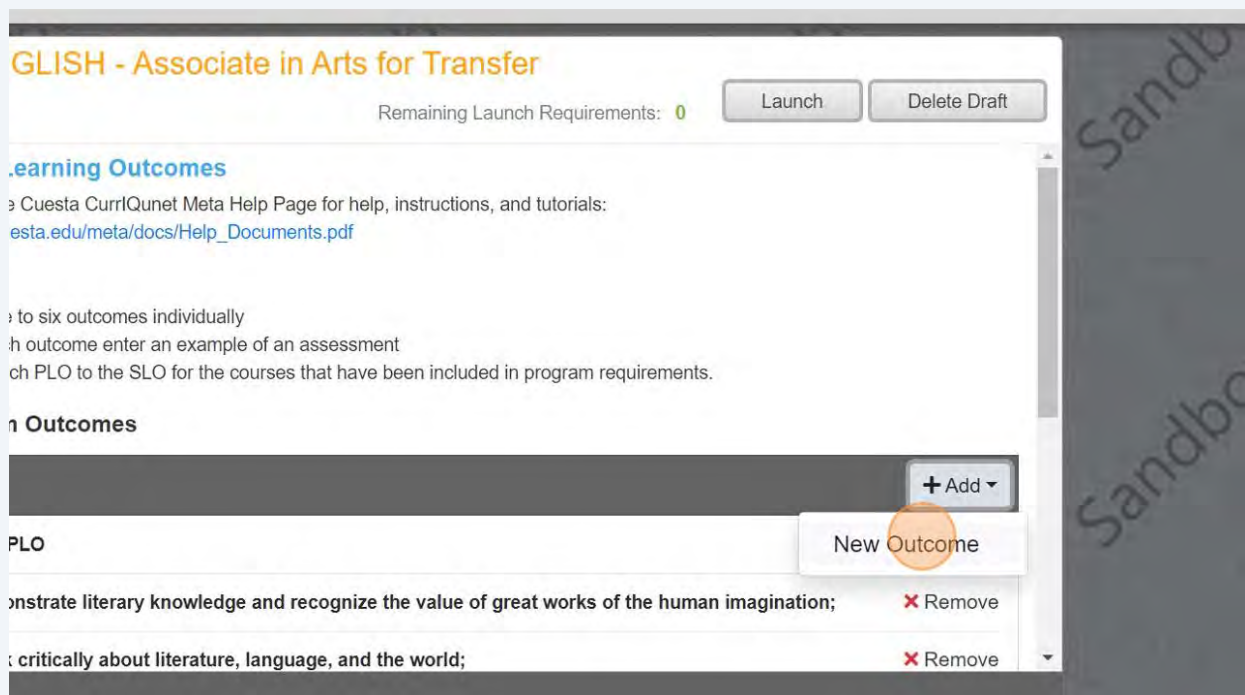 GLISH - Associate in Arts for Transfer
Remaining Launch Requirements: 0
Launch
Delete Draft
earning Outcomes
e Cuesta CurrIQunet Meta Help Page for help, instructions, and tutorials:
esta.edu/meta/docs/Help_Documents.pdf
e to six outcomes individually
h outcome enter an example of an assessment
ch PLO to the SLO for the courses that have been included in program requirements.
Outcomes
+ Add
PLO
New Outcome
onstrate literary knowledge and recognize the value of great works of the human imagination;
Remove
critically about literature, language, and the world;
Remove
Sandb
Sandbo